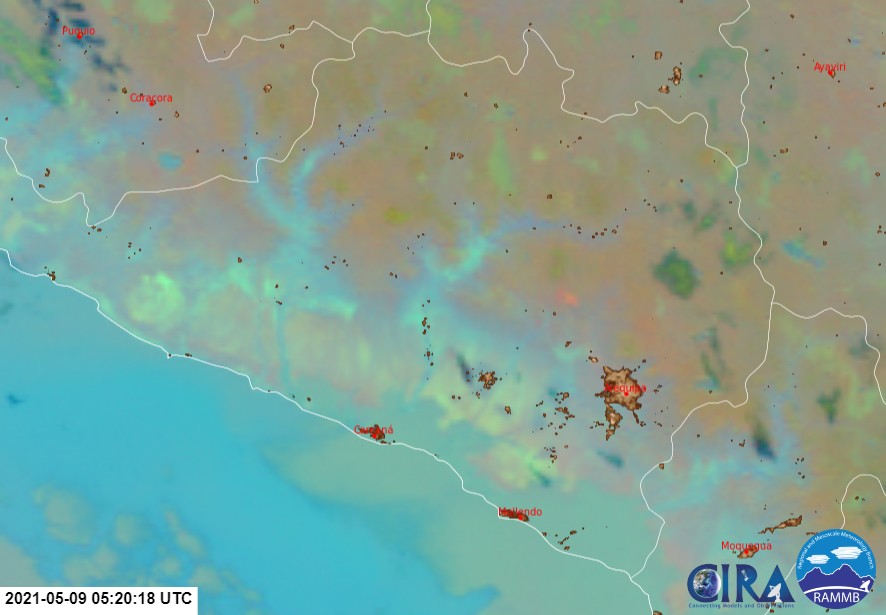 Puquio
Ayaviri
Coracora
Arequipa
Camaná
Mollendo
Moquegua
Regional and Mesoscale Meteorology Branch
CIRA
Connecting Models and Observations
RAMMB
2021-05-09 05:20:18 UTC